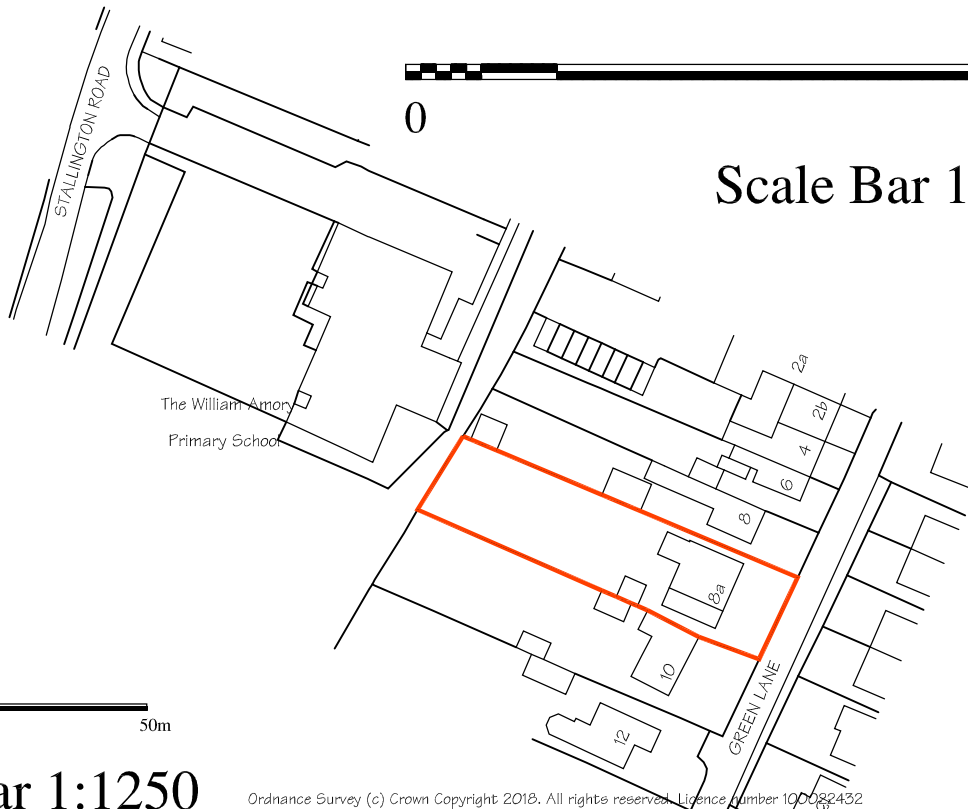 STALLINGTON ROAD
0
Scale Bar 1
2a
2b
4
6
8
The William Amory
Primary School
8a
10
GREEN LANE
12
50m
ar 1:1250
Ordnance Survey (c) Crown Copyright 2018. All rights reserved. Licence number 100022432